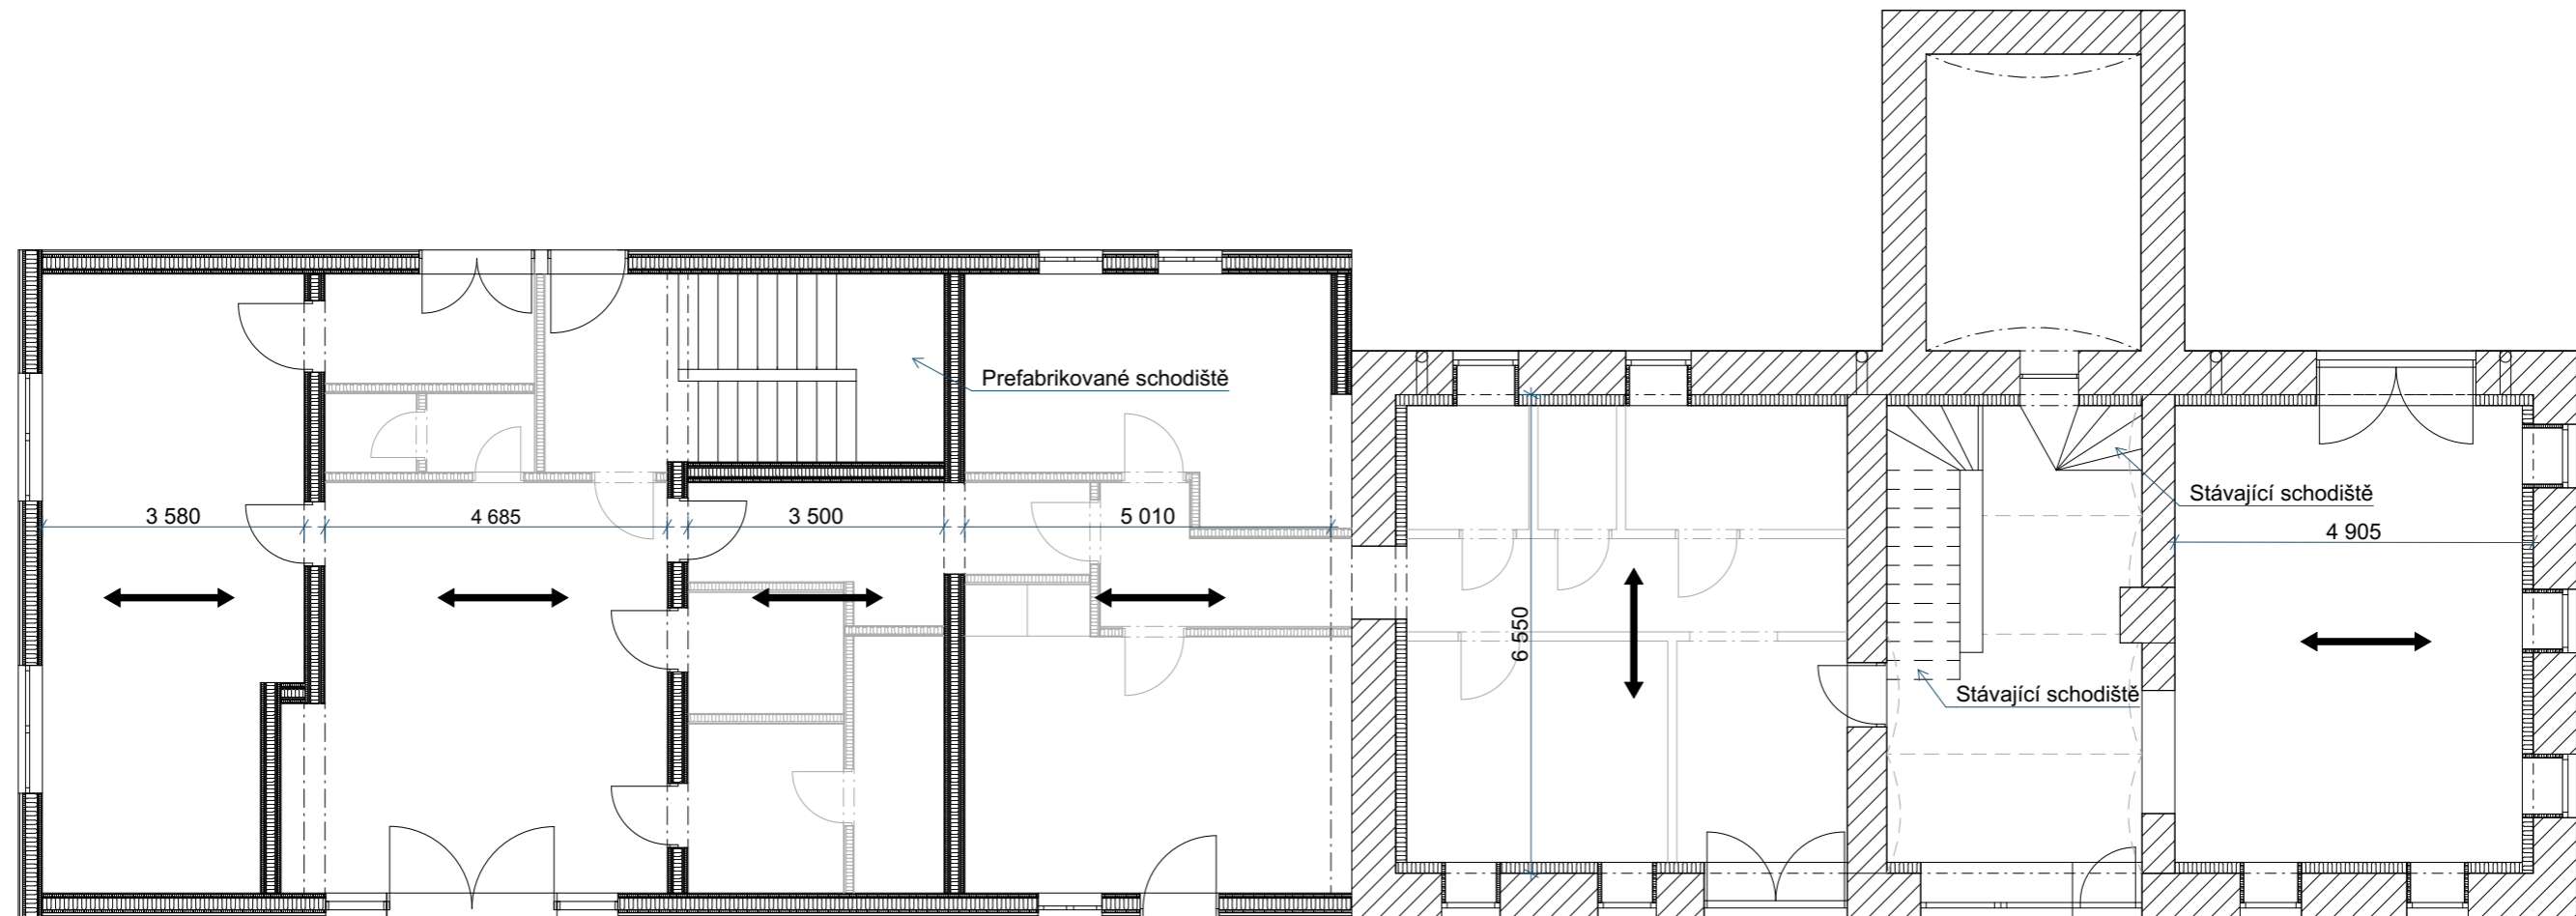 Prefabrikované schodiště
Stávající schodiště
3 580
4 685
3 500
5 010
4 905
6 550
Stávající schodiště